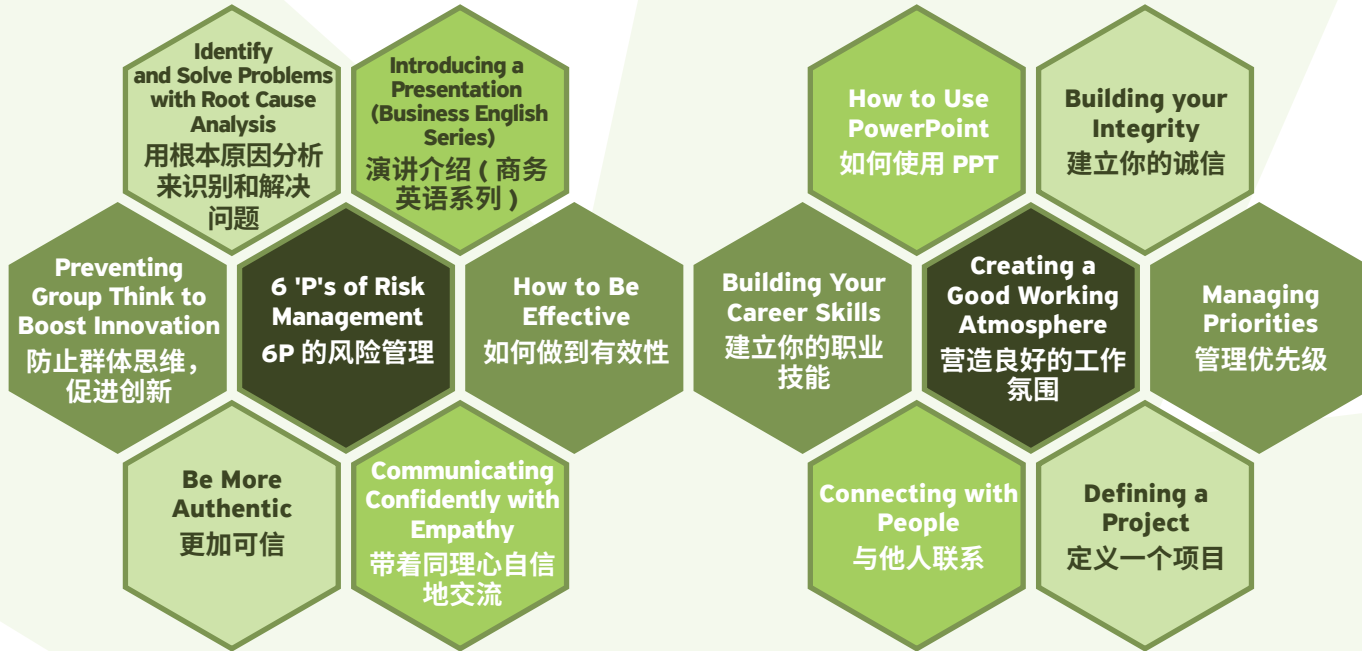 Identify
and Solve Problems
with Root Cause
Analysis
用根本原因分析
来识别和解决
问题
Introducing a
Presentation
(Business English
Series)
演讲介绍 ( 商务
英语系列 )
Preventing
Group Think to
Boost Innovation
防止群体思维，
促进创新
6 'P's of Risk
Management
6P 的风险管理
How to Be
Effective
如何做到有效性
Be More
Authentic
更加可信
Communicating
Confidently with
Empathy
带着同理心自信
地交流
How to Use
PowerPoint
如何使用 PPT
Building your
Integrity
建立你的诚信
Building Your
Career Skills
建立你的职业
技能
Creating a
Good Working
Atmosphere
营造良好的工作
氛围
Managing
Priorities
管理优先级
Connecting with
People
与他人联系
Defining a
Project
定义一个项目